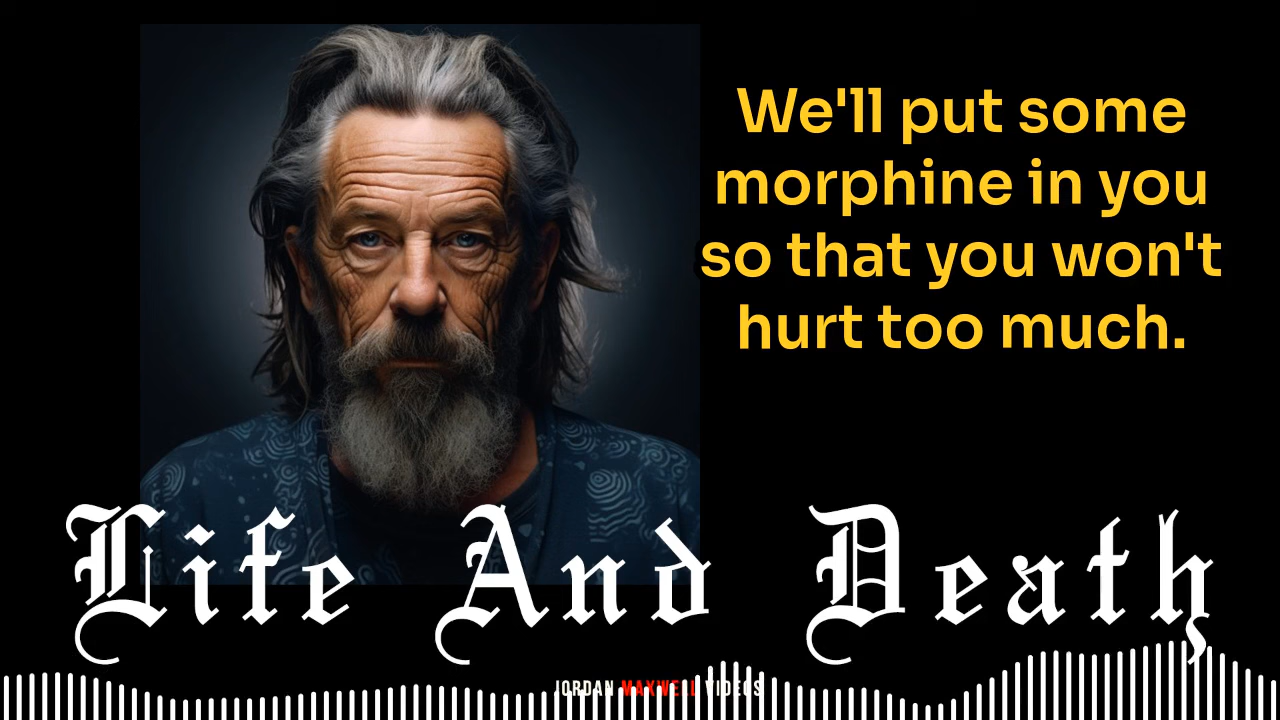 We'll put some
morphine in you
so that you won't
hurt too much.
Life And Death
JORDAN MAXWELL VIDEOS